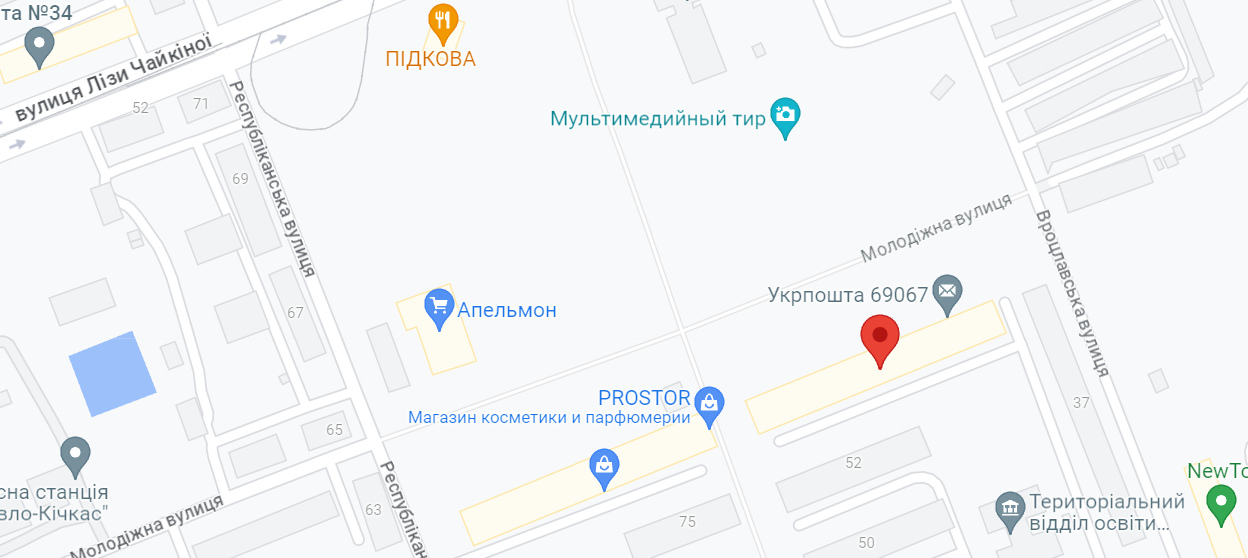 та №34
ПІДКОВА
вулиця Лізи Чайкіної
52
71
Республіканська вулиця
Мультимедийный тир
69
Молодіжна вулиця
Вроцлавська вулиця
Укрпошта 69067
Апельмон
67
PROSTOR
Магазин косметики и парфюмерии
37
65
сна станція
вло-Кічкас"
52
NewTo
Територіальний
відділ освіти...
Республікан
63
75
50
Молодіжна вулиця